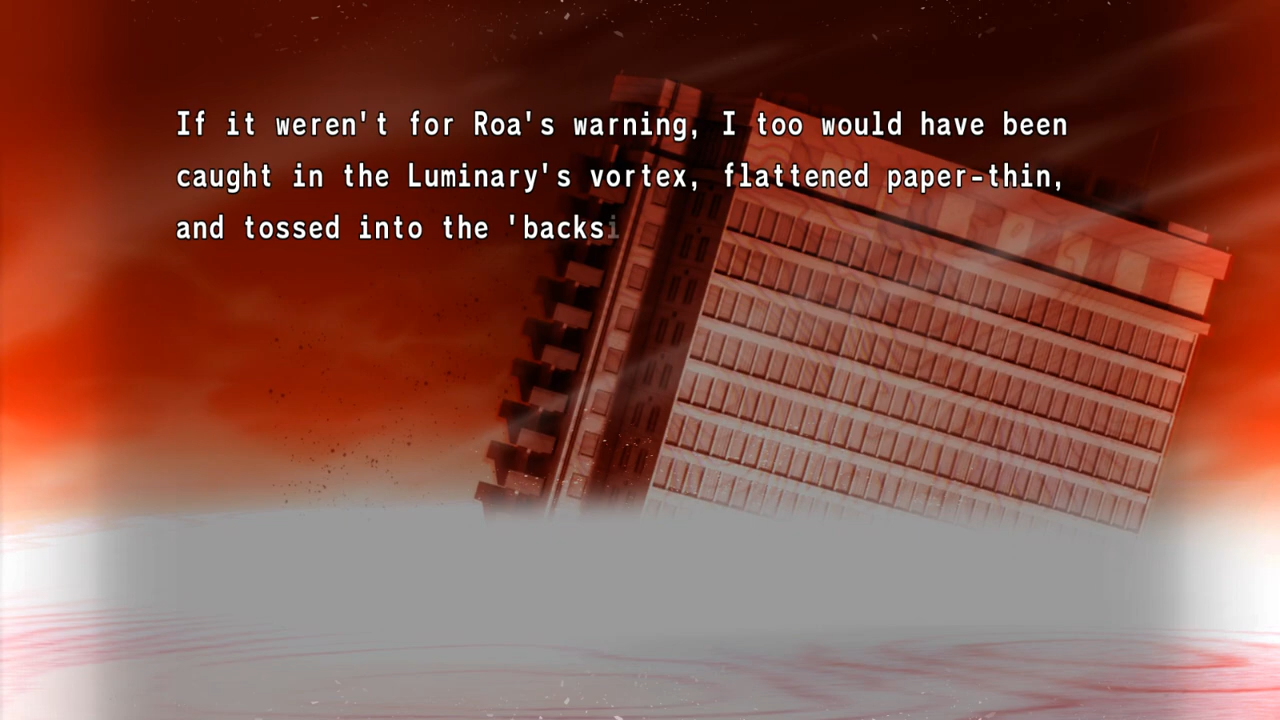 If it weren't for Roa's warning, I too would have been
caught in the Luminary's vortex, flattened paper-thin,
and tossed into the 'backsi